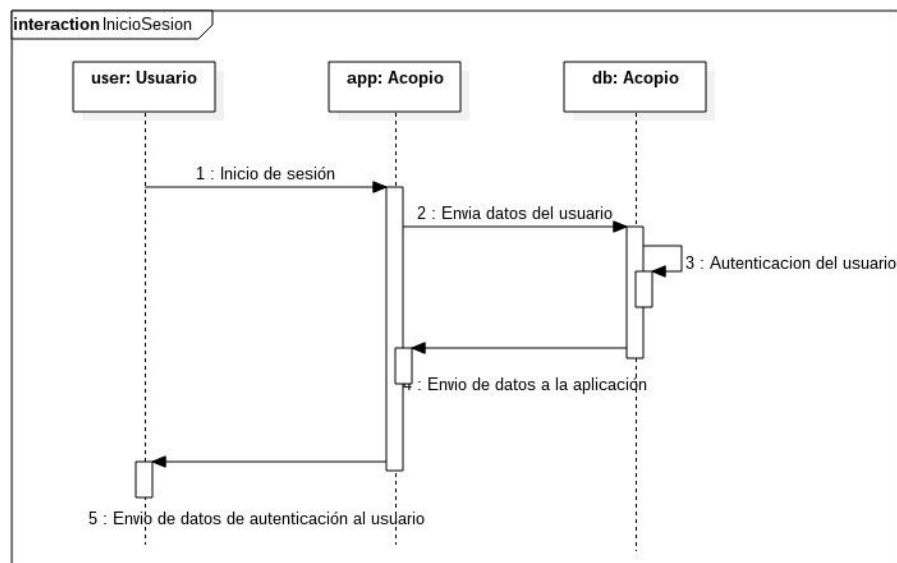 interaction InicioSesion
user: Usuario
app: Acopio
db: Acopio
1 : Inicio de sesión
2 : Envia datos del usuario
3 : Autenticacion del usuario
4 : Envio de datos a la aplicación
5 : Envio de datos de autenticación al usuario